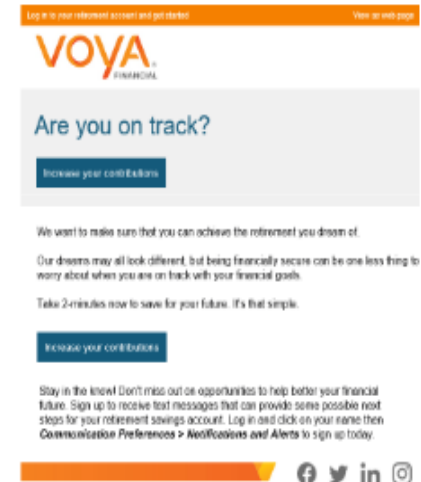 Log in to your retirement account and get started
View as web page
VOYA.
FINANCIAL
Are you on track?
Increase your contributions
We want to make sure that you can achieve the retirement you dream of.
Our dreams may all look different, but being financially secure can be one less thing to
worry about when you are on track with your financial goals.
Take 2-minutes now to save for your future. It's that simple.
Increase your contributions
Stay in the know! Don't miss out on opportunities to help better your financial
future. Sign up to receive text messages that can provide some possible next
steps for your retirement savings account. Log in and click on your name then
Communication Preferences > Notifications and Alerts to sign up today.
in